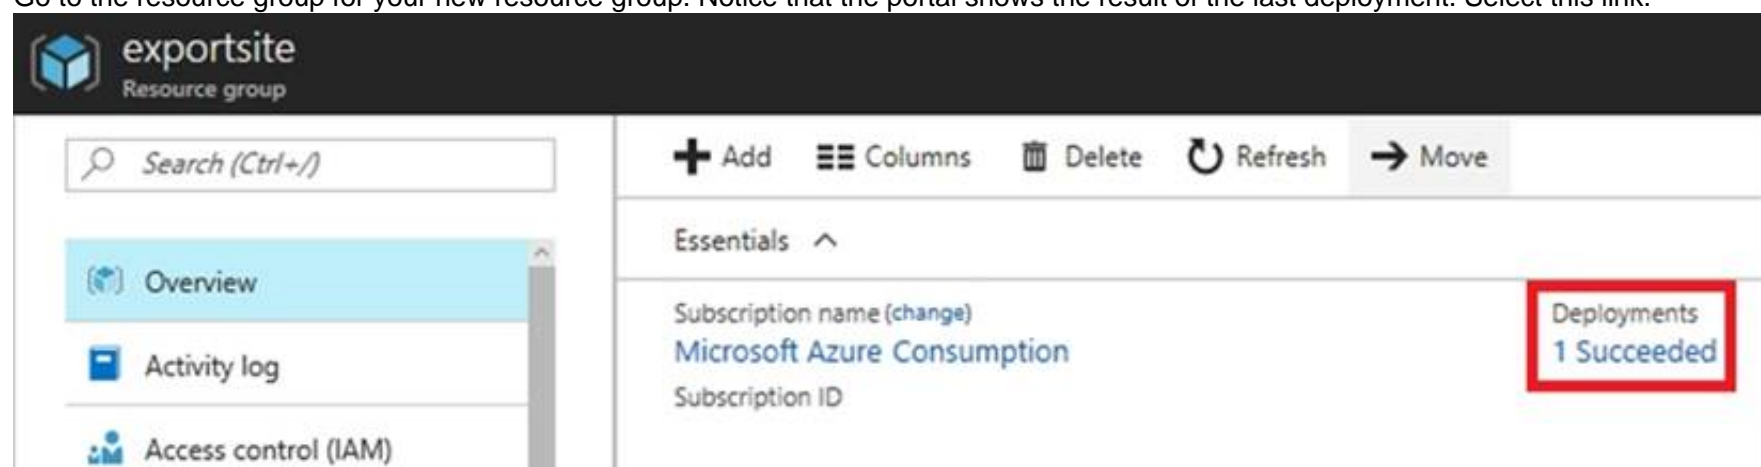 Go to the resource group for your new resource group. Notice that the portal shows the result of the last deployment. Select this link.
exportsite
Resource group
Search (Ctrl+/)
Add Columns Delete Refresh Move
Essentials
Overview
Subscription name (change)
Deployments
Microsoft Azure Consumption
1 Succeeded
Activity log
Subscription ID
Access control (IAM)